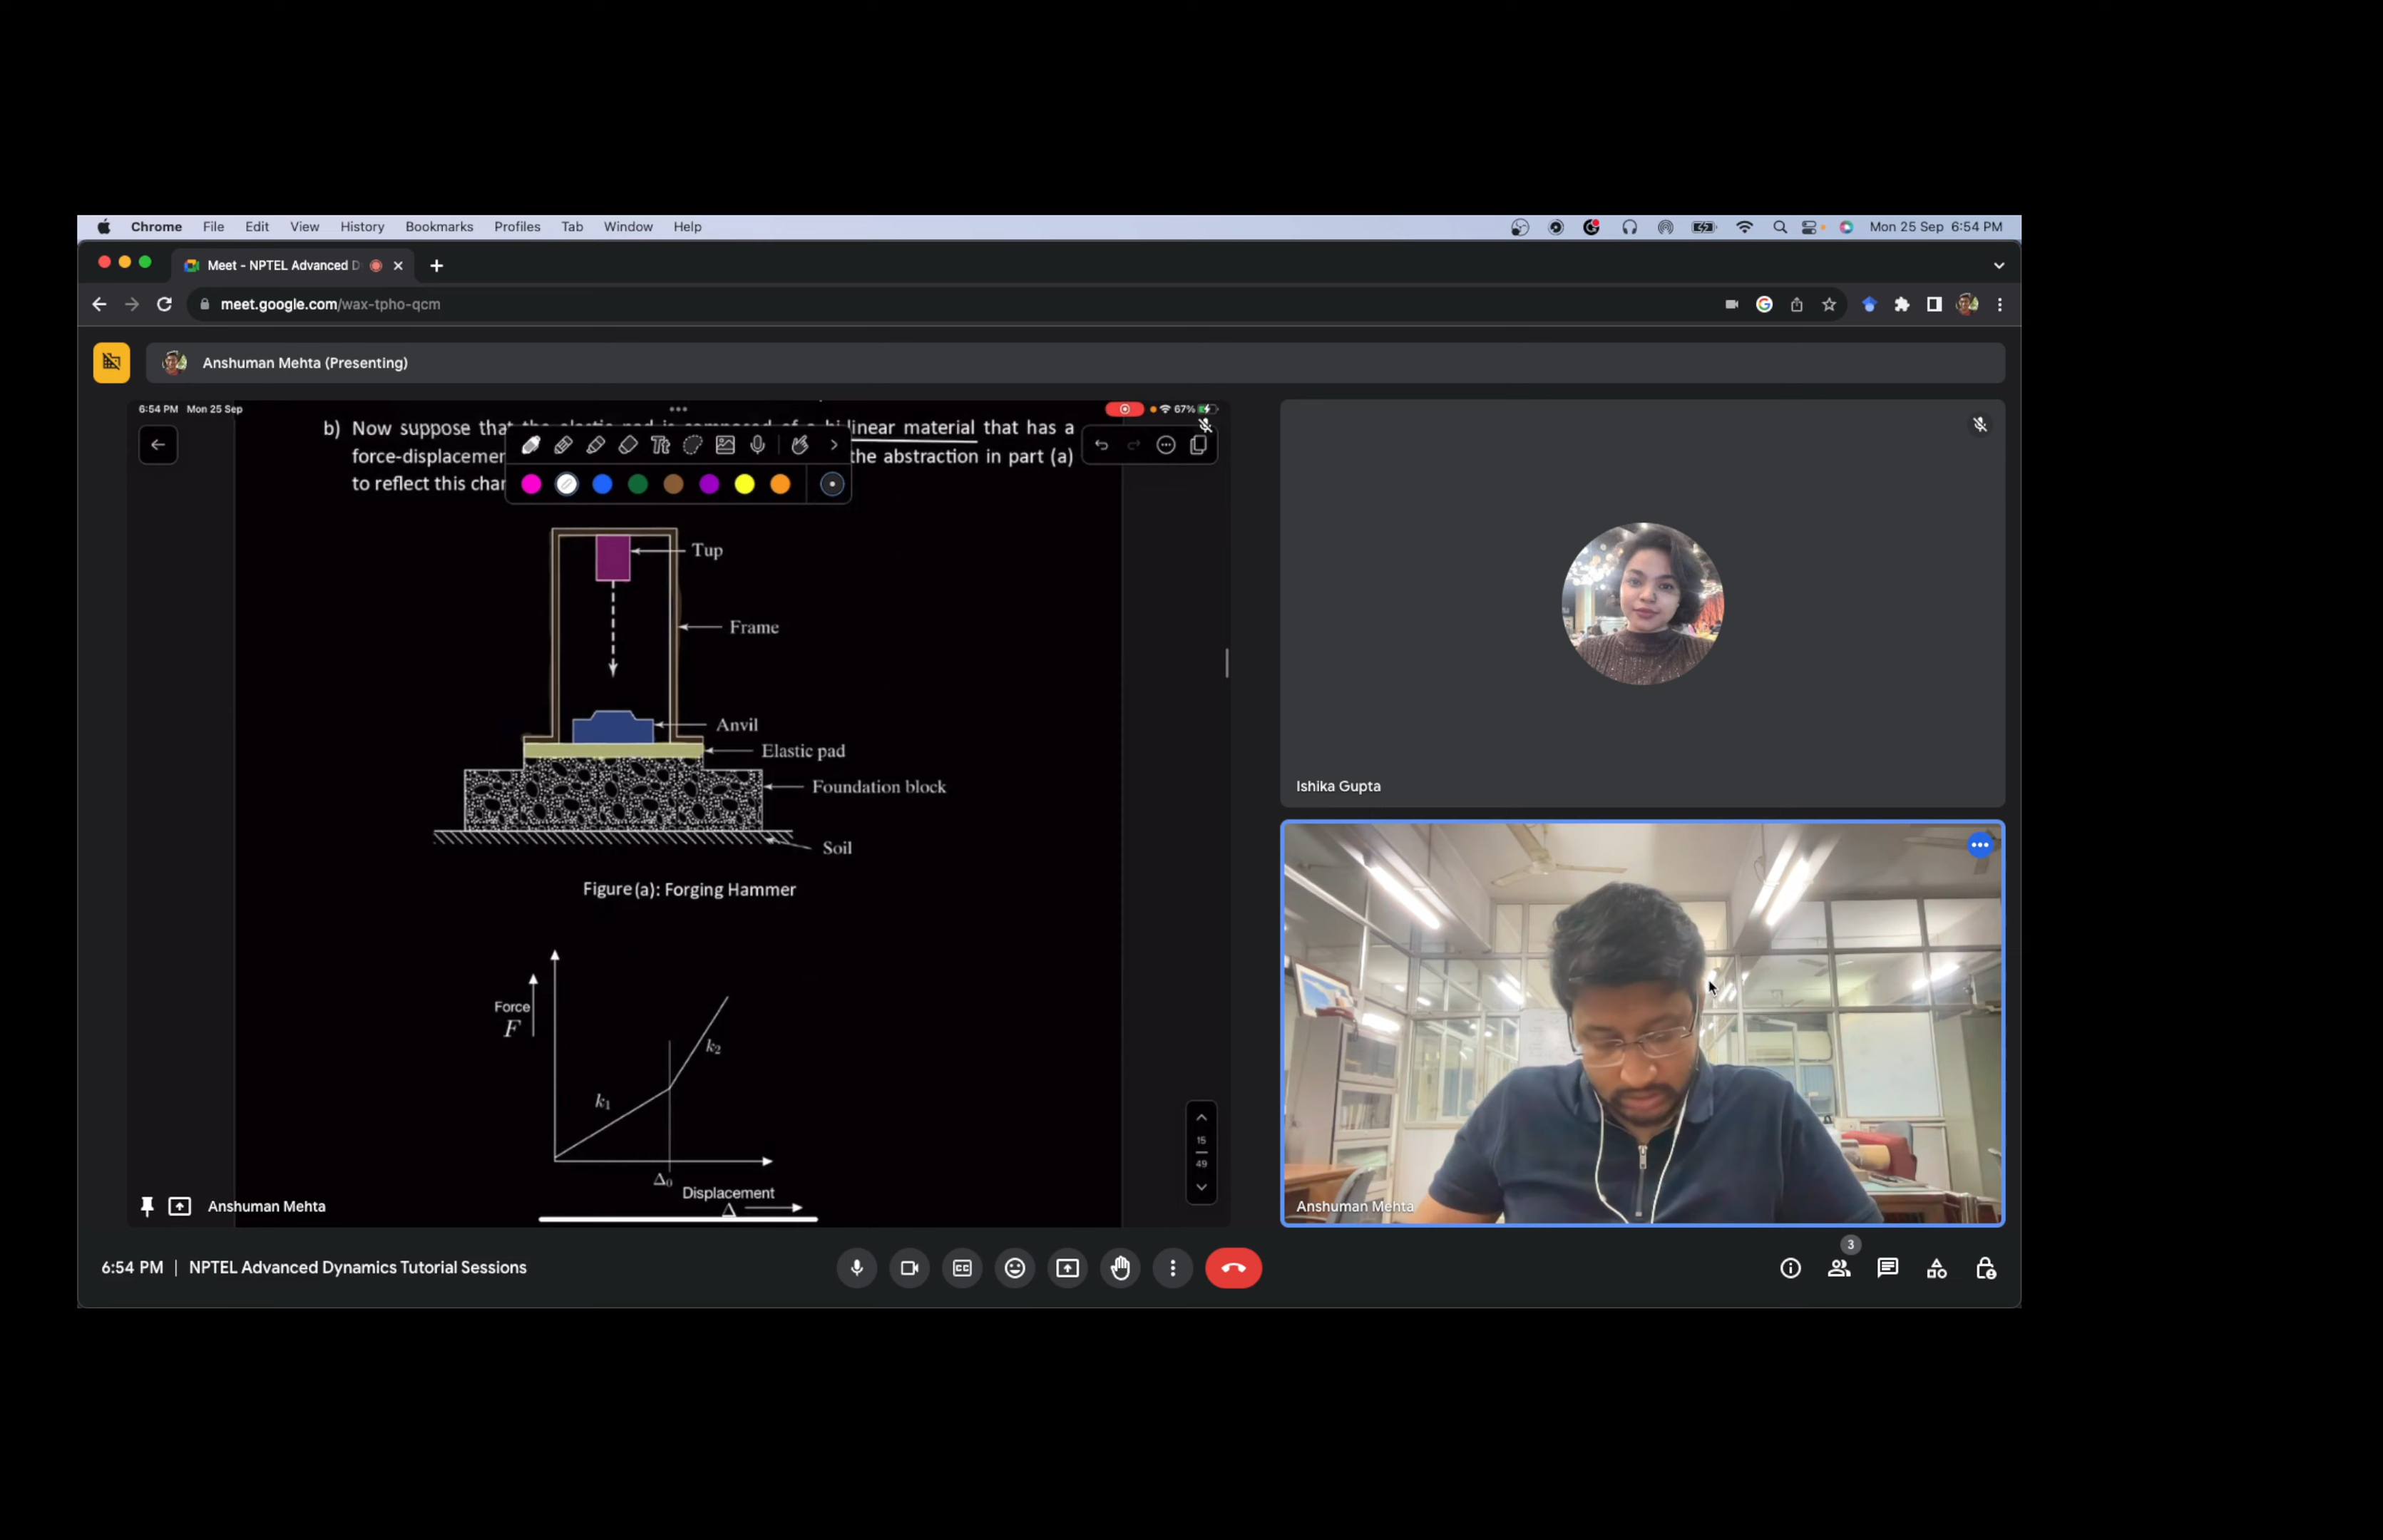 Chrome File Edit View History Bookmarks Profiles Tab Window Help Mon 25 Sep 6:54 PM
Meet - NPTEL Advanced D
meet.google.com/wax-tpho-qcm
Anshuman Mehta (Presenting)
6:54 PM Mon 25 Sep 67%
b) Now suppose linear material that has a
force-displacement the abstraction in part (a)
to reflect this
Tt
Tup
Frame
Anvil
Elastic pad
Foundation block
Soil
Figure (a): Forging Hammer
Force
F
k₂
k₁
Δ₀
Displacement
Δ
15
49
Anshuman Mehta
Ishika Gupta
Anshuman Mehta
6:54 PM | NPTEL Advanced Dynamics Tutorial Sessions
CC
3